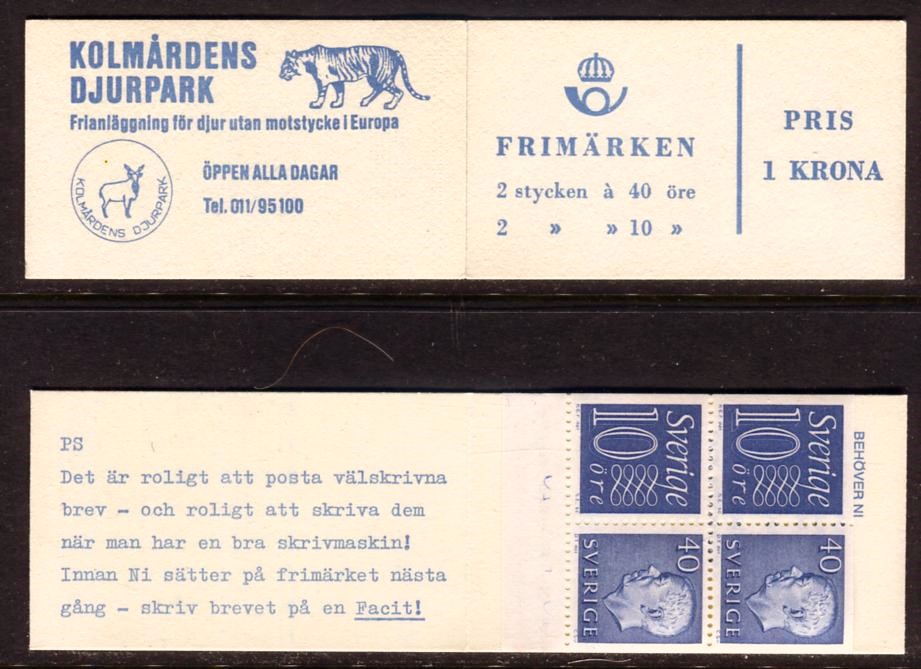 KOLMÅRDENS
DJURPARK
Frianläggning för djur utan motstycke i Europa
KOLMÅRDENS DJURPARK
ÖPPEN ALLA DAGAR
Tel. 011/95100
FRIMÄRKEN
2 stycken à 40 öre
2 » » 10 »
PRIS
1 KRONA
PS
Det är roligt att posta välskrivna
brev – och roligt att skriva dem
när man har en bra skrivmaskin!
Innan Ni sätter på frimärket nästa
gång – skriv brevet på en Facit!
Sverige
10
öre
Sverige
10
öre
BEHÖVER NI
40
SVERIGE
40
SVERIGE